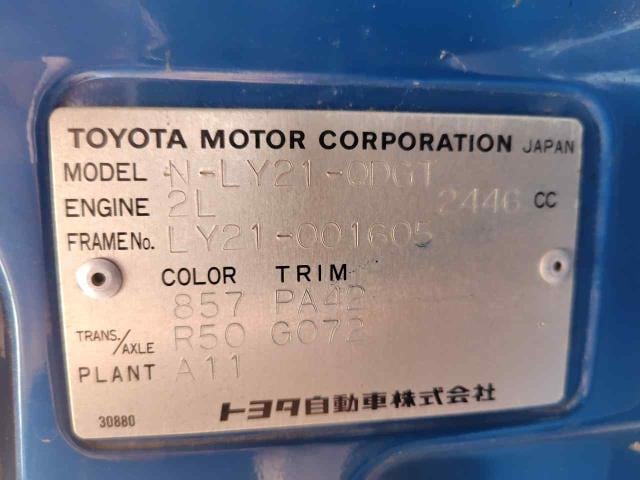 TOYOTA MOTOR CORPORATION JAPAN
MODEL N-LY21-QDGT
ENGINE 2L 2446 CC
FRAME No. LY21-001605
COLOR TRIM
857 PA42
TRANS./AXLE R50 G072
PLANT A11
30880 トヨタ自動車株式会社